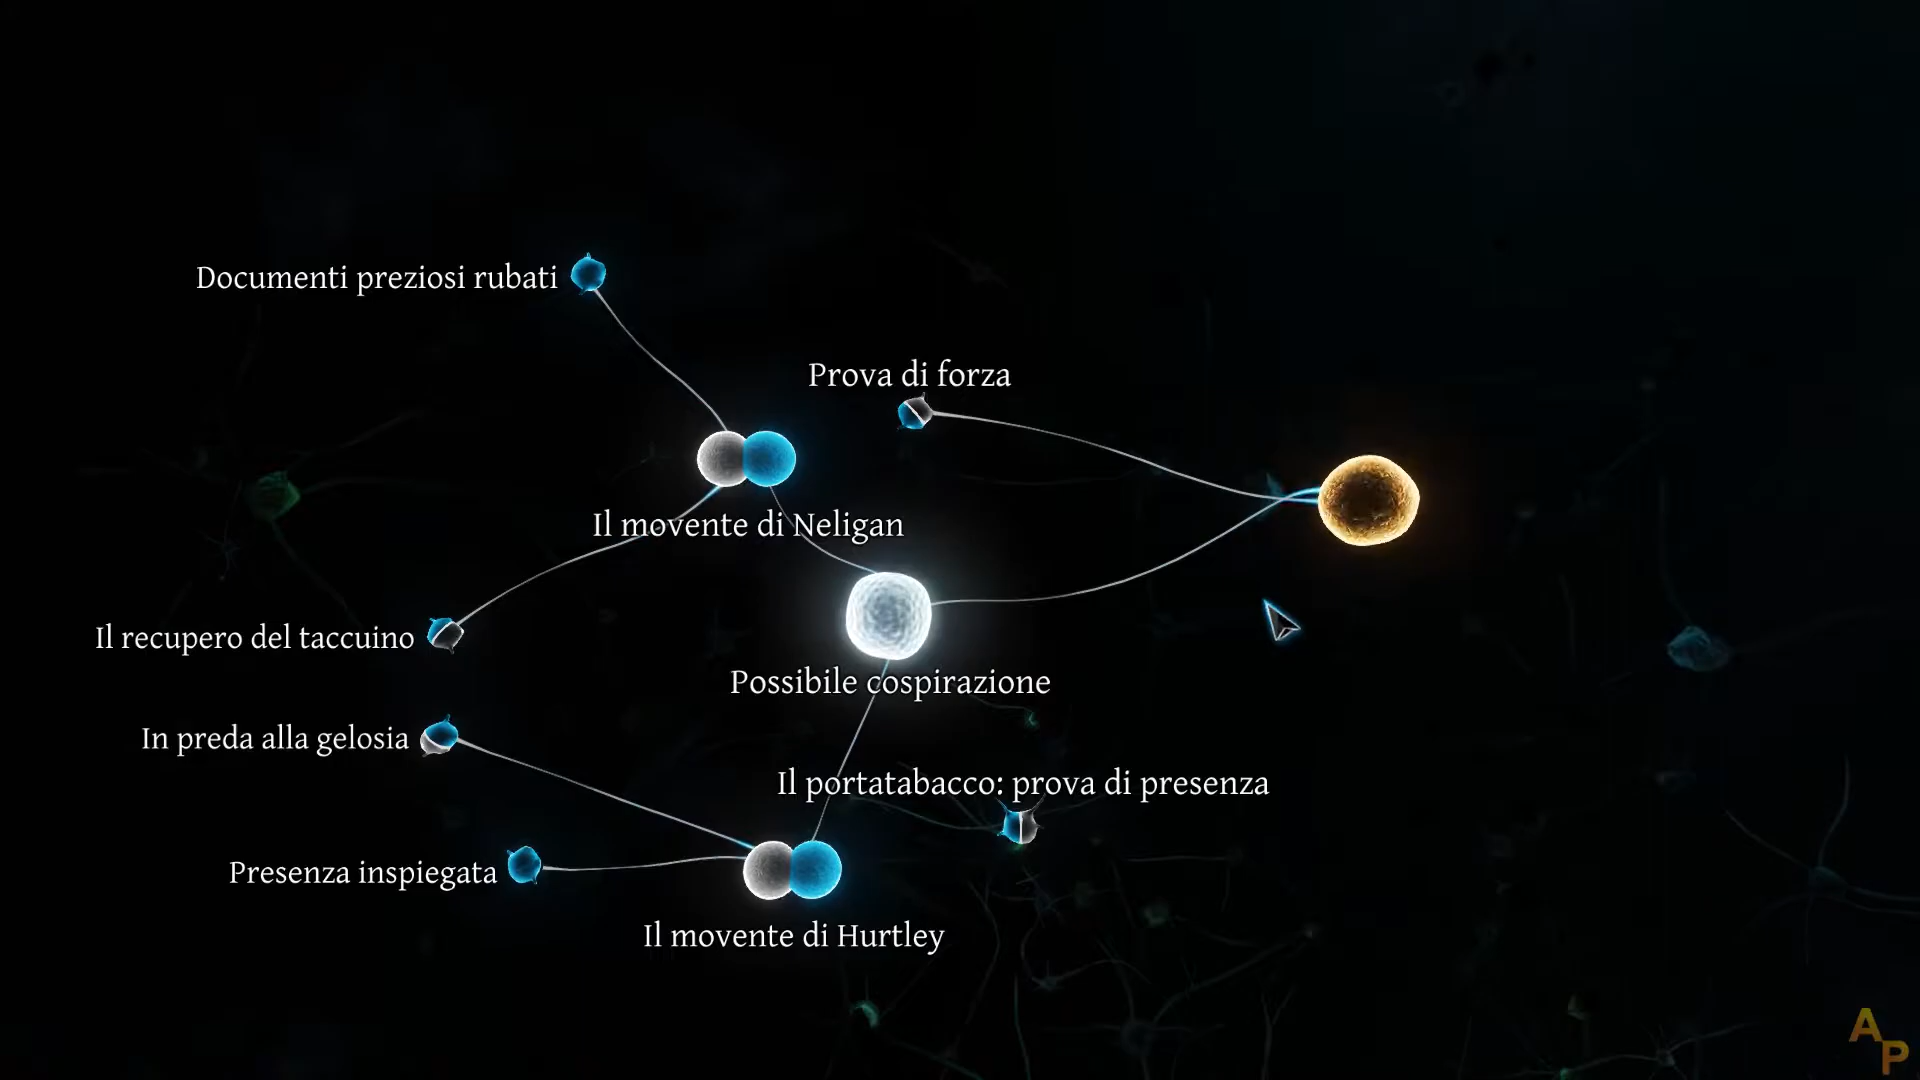 Documenti preziosi rubati
Prova di forza
Il movente di Neligan
Il recupero del taccuino
Possibile cospirazione
In preda alla gelosia
Il portatabacco: prova di presenza
Presenza inspiegata
Il movente di Hurtley
AP